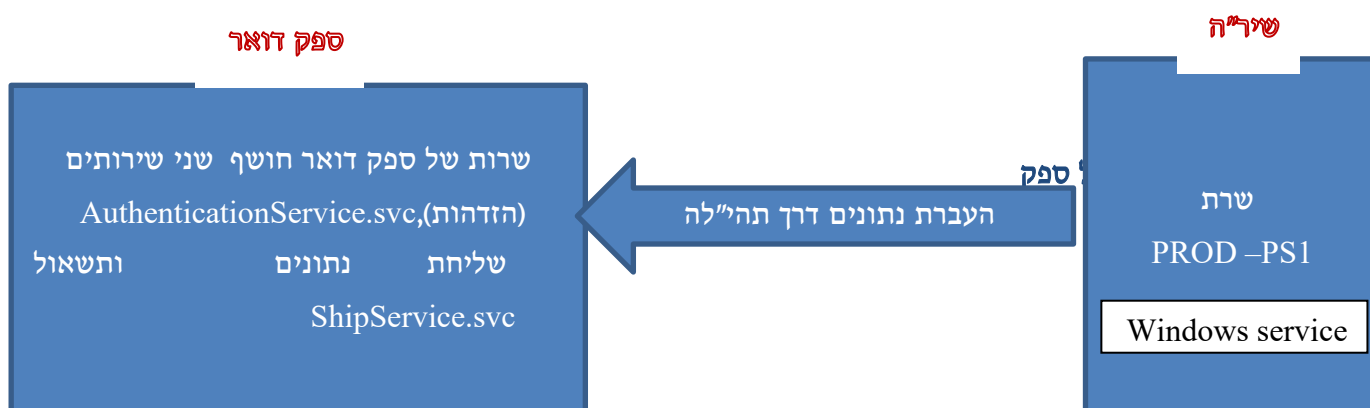 שיר"ה
ספק דואר
שרות של ספק דואר חושף שני שירותים
(הזדהות),AuthenticationService.svc
שליחת נתונים ותשאול
ShipService.svc
ספק
העברת נתונים דרך תהי"לה
שרת
PROD –PS1
Windows service